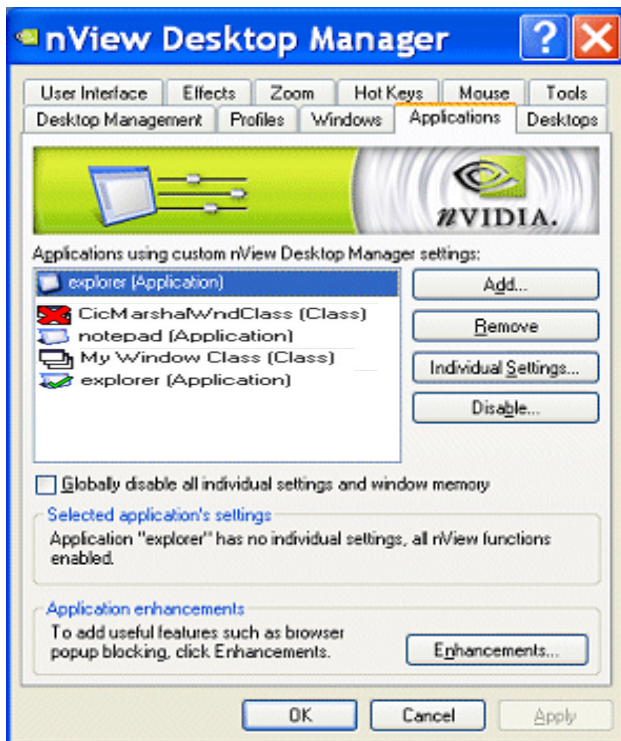 nView Desktop Manager
User Interface Effects Zoom Hot Keys Mouse Tools
Desktop Management Profiles Windows Applications Desktops
nVIDIA.
Applications using custom nView Desktop Manager settings:
explorer (Application)
CicMarshalWndClass (Class)
notepad (Application)
My Window Class (Class)
explorer (Application)
Add...
Remove
Individual Settings...
Disable...
Globally disable all individual settings and window memory
Selected application's settings
Application "explorer" has no individual settings, all nView functions
enabled.
Application enhancements
To add useful features such as browser
popup blocking, click Enhancements.
Enhancements...
OK Cancel Apply